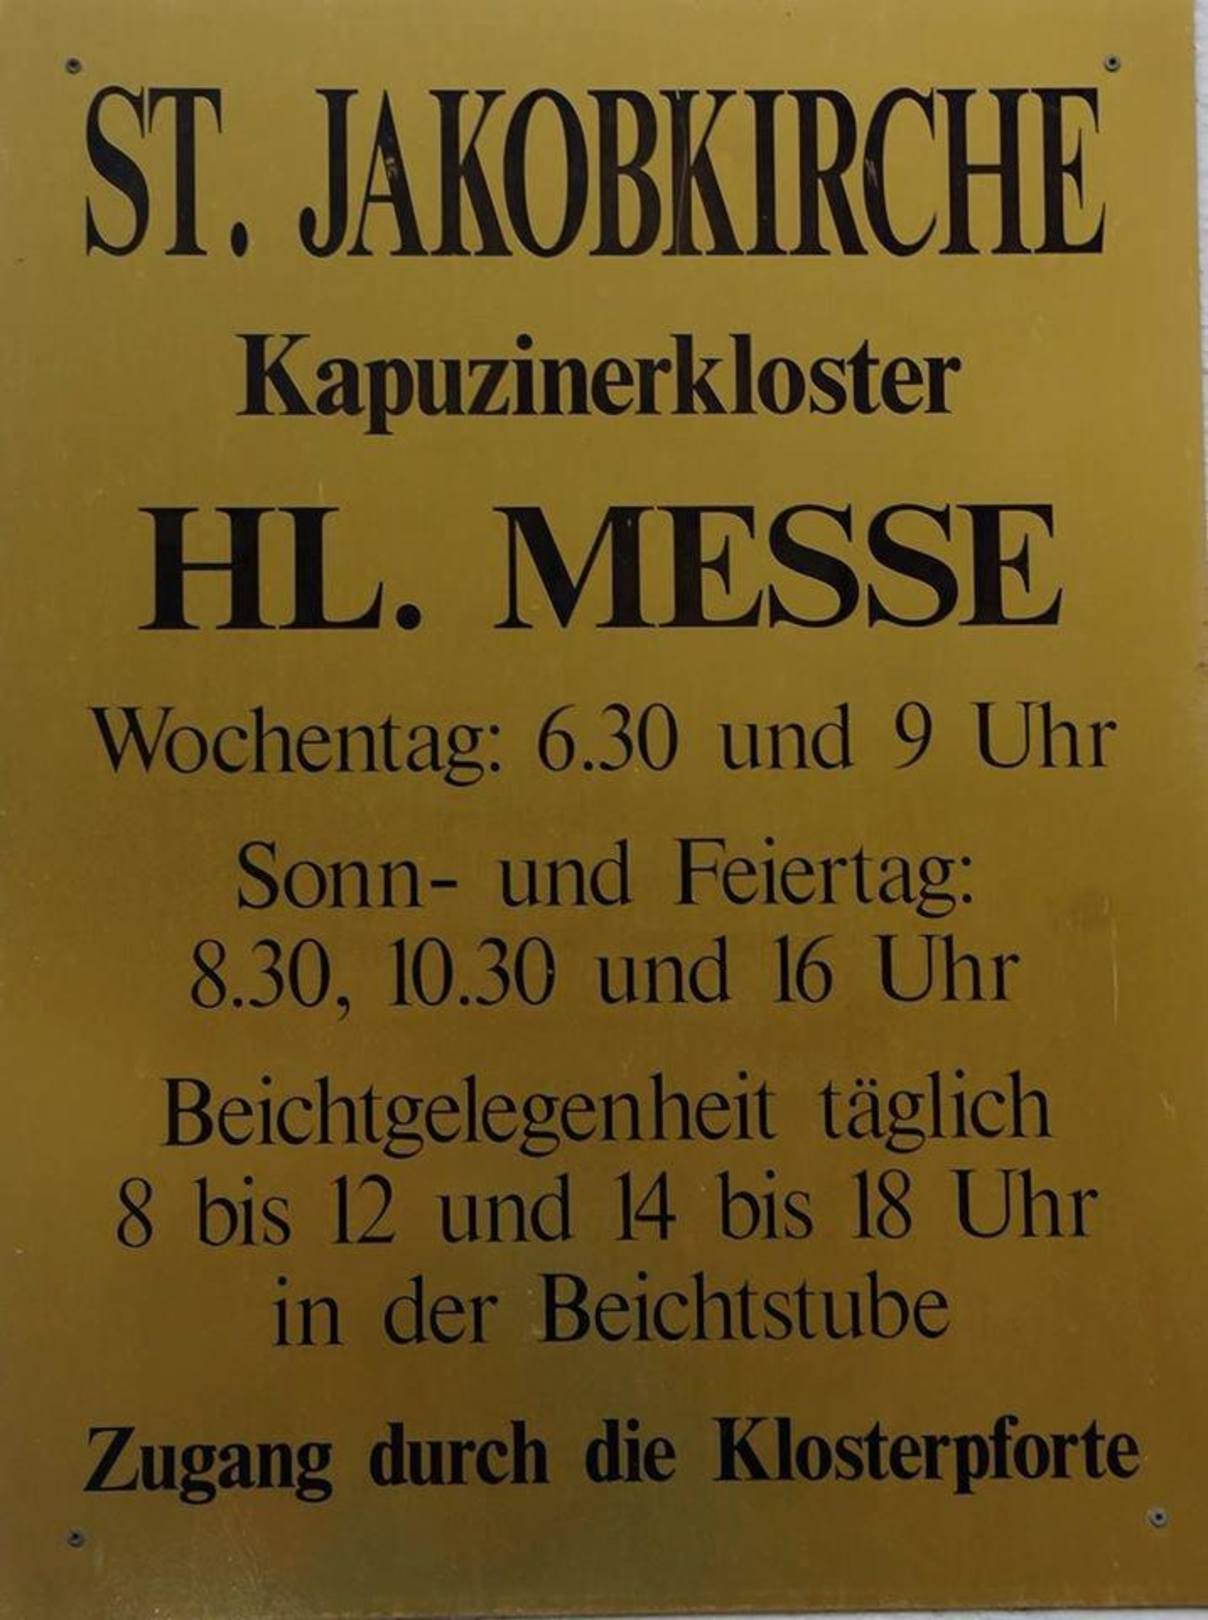 ST. JAKOBKIRCHE
Kapuzinerkloster
HL. MESSE
Wochentag: 6.30 und 9 Uhr
Sonn- und Feiertag:
8.30, 10.30 und 16 Uhr
Beichtgelegenheit täglich
8 bis 12 und 14 bis 18 Uhr
in der Beichtstube
Zugang durch die Klosterpforte